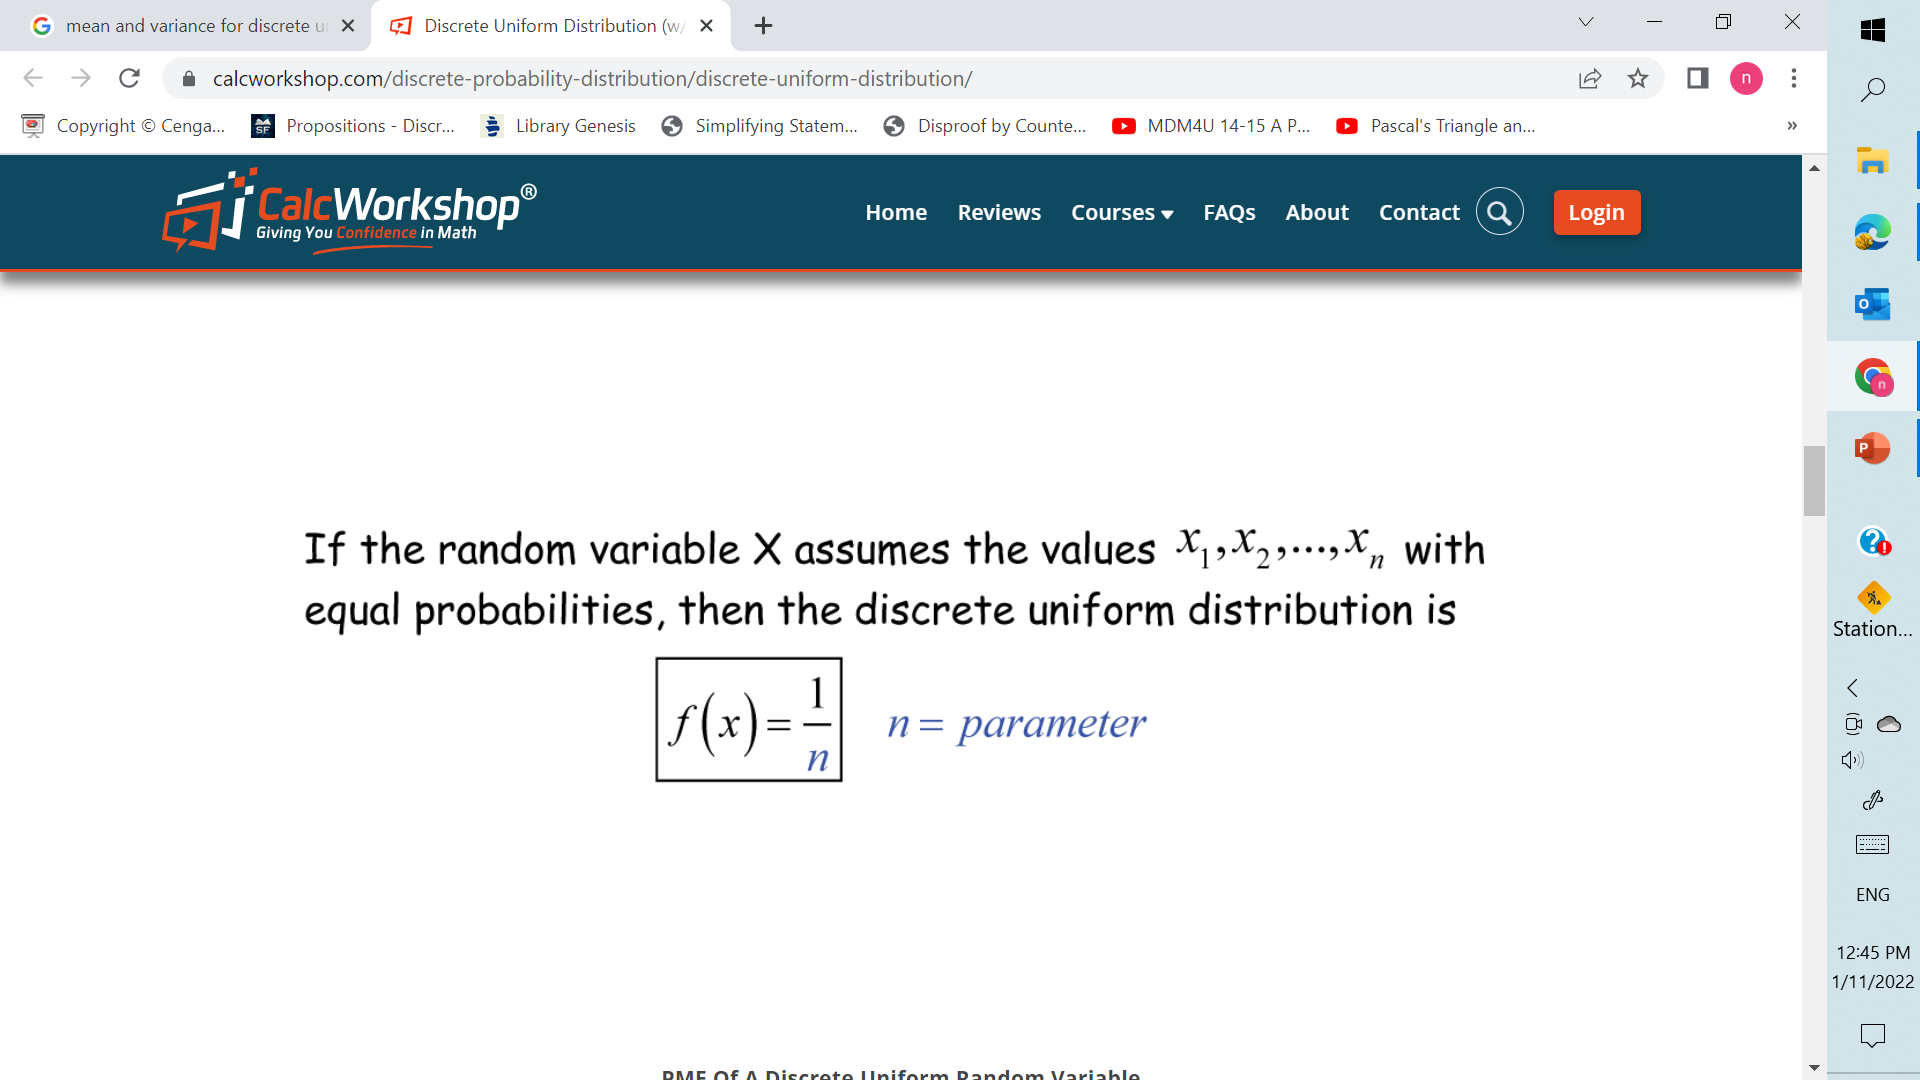 mean and variance for discrete u
Discrete Uniform Distribution (w/
calcworkshop.com/discrete-probability-distribution/discrete-uniform-distribution/
n
Copyright © Cenga...
SF
Propositions - Discr...
Library Genesis
Simplifying Statem...
Disproof by Counte...
MDM4U 14-15 A P...
Pascal's Triangle an...
»
CalcWorkshop®
Giving You Confidence in Math
Home
Reviews
Courses
FAQs
About
Contact
Login
If the random variable X assumes the values x₁,x₂,...,xₙ with
equal probabilities, then the discrete uniform distribution is
f(x)=1/n
n = parameter
PMF Of A Discrete Uniform Random Variable
Station...
ENG
12:45 PM
1/11/2022